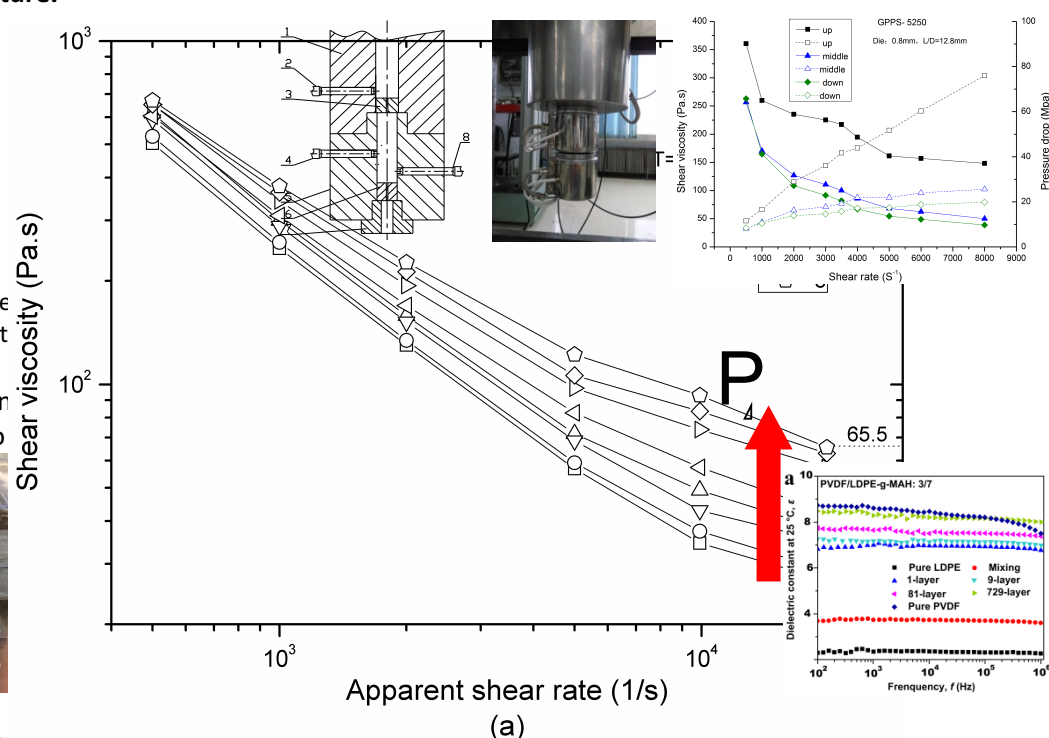 ture:
10³
10²
Shear viscosity (Pa.s)
1
2
3
4
5
6
8
GPPS- 5250
Die: 0.8mm, L/D=12.8mm
up
up
middle
middle
down
down
400
350
300
250
200
150
100
50
0
100
80
60
40
20
0
Shear viscosity (Pa.s)
Pressure drop (Mpa)
0 1000 2000 3000 4000 5000 6000 7000 8000 9000
Shear rate (S⁻¹)
P
65.5
a
PVDF/LDPE-g-MAH: 3/7
10
8
6
4
Dielectric constant at 25 °C, ε
Pure LDPE Mixing
1-layer 9-layer
81-layer 729-layer
Pure PVDF
10² 10³ 10⁴ 10⁵ 10⁶
Frenquency, f (Hz)
10³ 10⁴
Apparent shear rate (1/s)
(a)